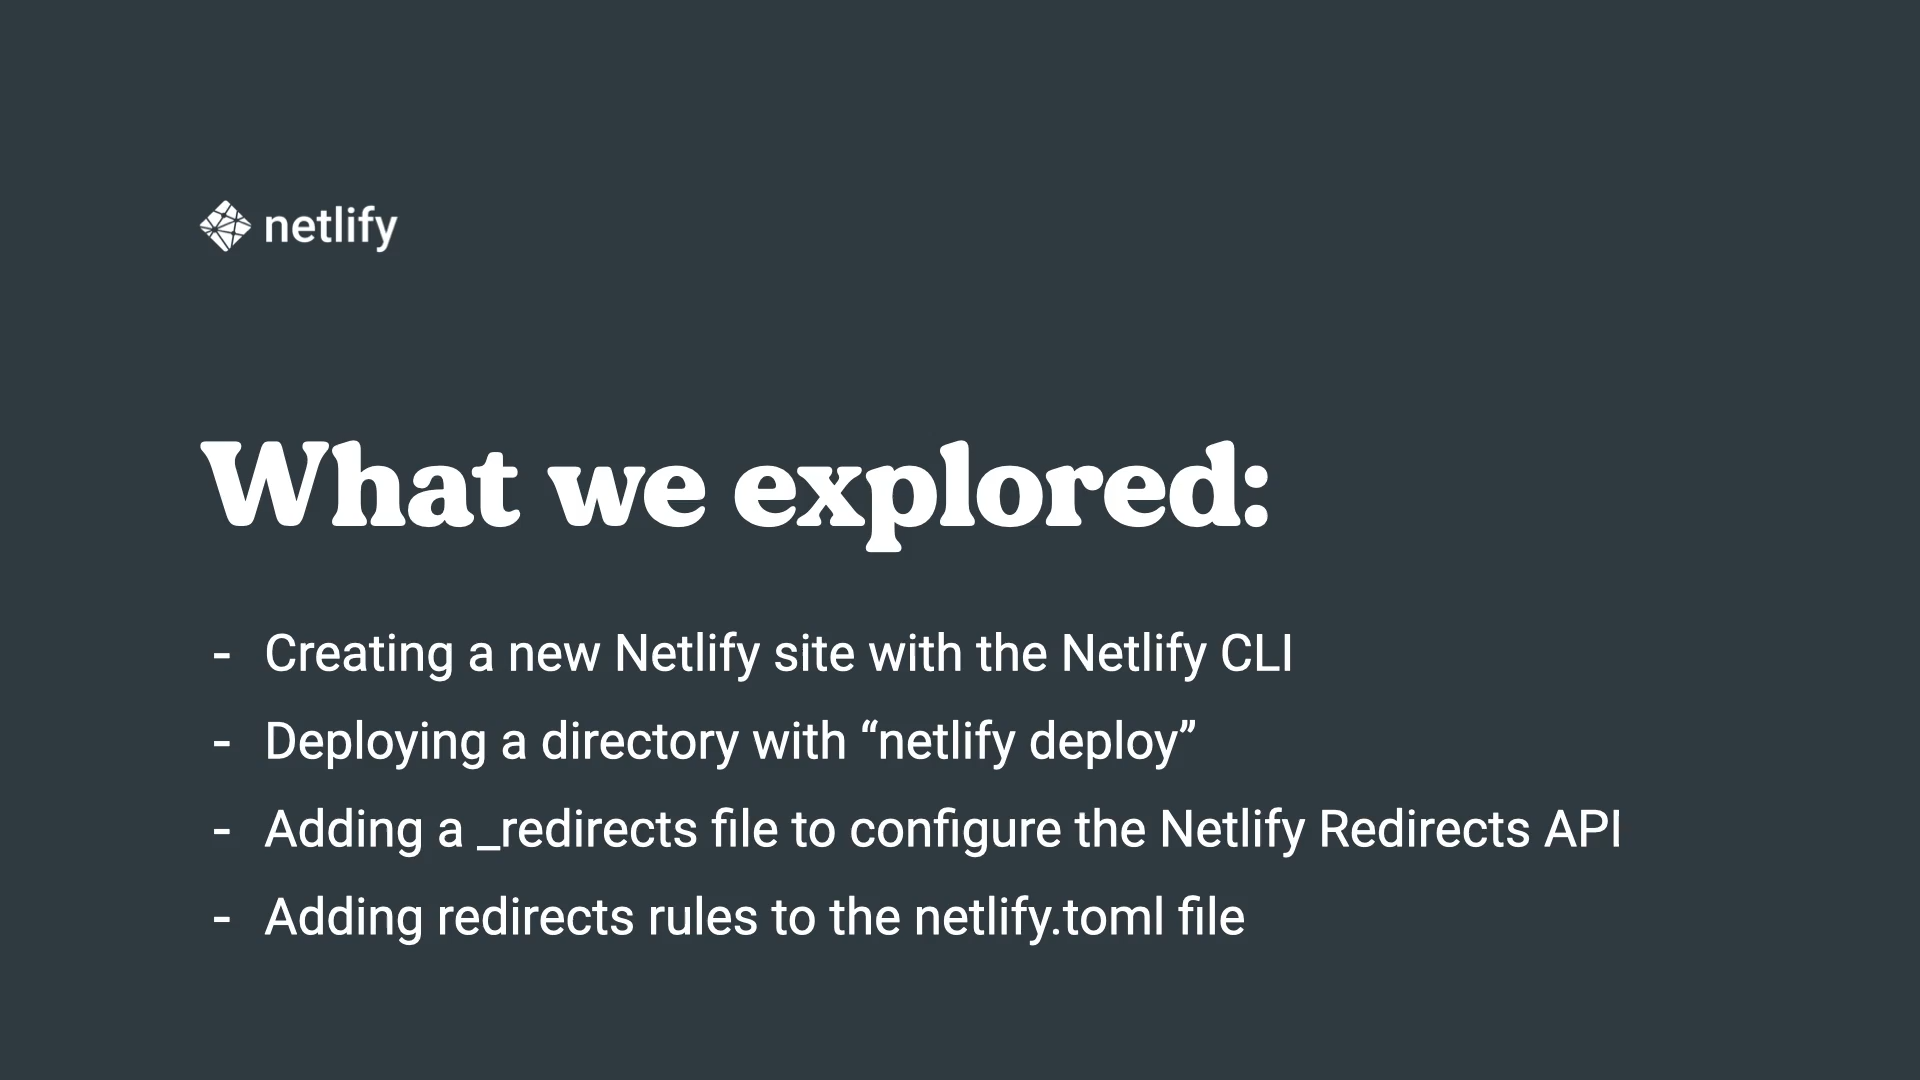 netlify
What we explored:
- Creating a new Netlify site with the Netlify CLI
- Deploying a directory with “netlify deploy”
- Adding a _redirects file to configure the Netlify Redirects API
- Adding redirects rules to the netlify.toml file